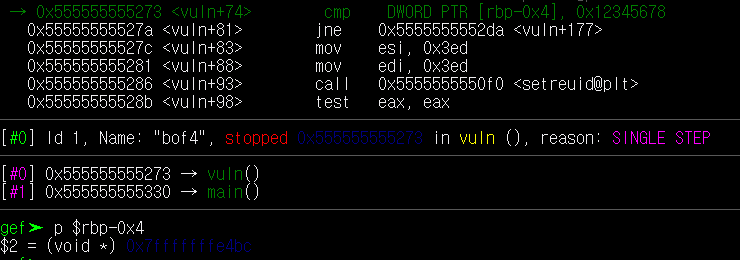 → 0x555555555273 <vuln+74> cmp DWORD PTR [rbp-0x4], 0x12345678
0x55555555527a <vuln+81> jne 0x5555555552da <vuln+177>
0x55555555527c <vuln+83> mov esi, 0x3ed
0x555555555281 <vuln+88> mov edi, 0x3ed
0x555555555286 <vuln+93> call 0x5555555550f0 <setreuid@plt>
0x55555555528b <vuln+98> test eax, eax
[#0] Id 1, Name: "bof4", stopped 0x555555555273 in vuln (), reason: SINGLE STEP
[#0] 0x555555555273 → vuln()
[#1] 0x555555555330 → main()
gef➤ p $rbp-0x4
$2 = (void *)